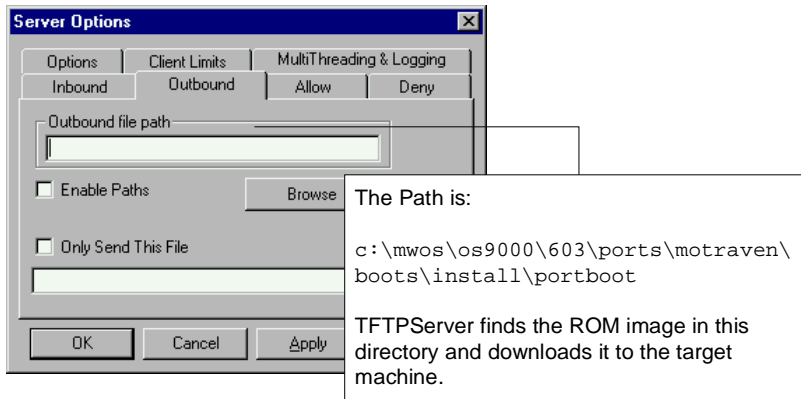 Server Options
Options Client Limits MultiThreading & Logging
Inbound Outbound Allow Deny
Outbound file path
Enable Paths
Browse
Only Send This File
OK Cancel Apply
The Path is:
c:\mwos\os9000\603\ports\motraven\
boots\install\portboot
TFTPServer finds the ROM image in this
directory and downloads it to the target
machine.